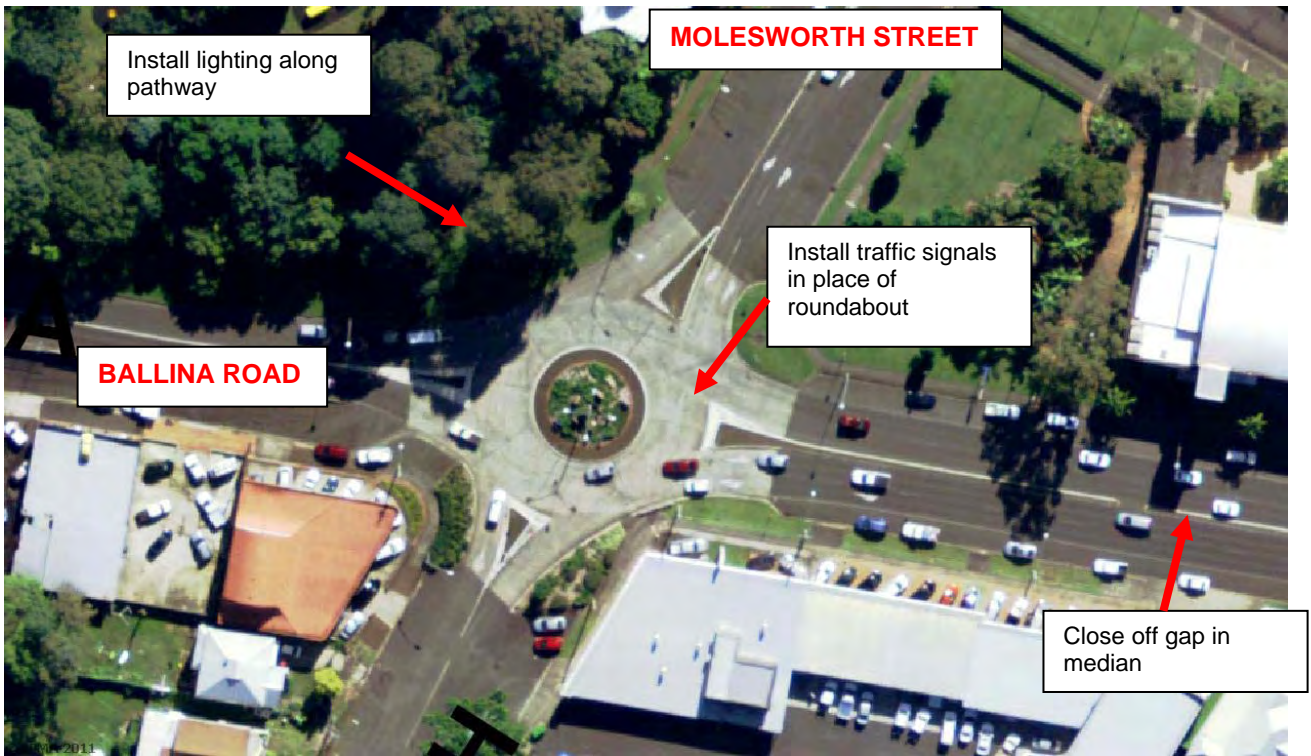 MOLESWORTH STREET
Install lighting along
pathway
Install traffic signals
in place of
roundabout
BALLINA ROAD
A
Close off gap in
median
H
2011